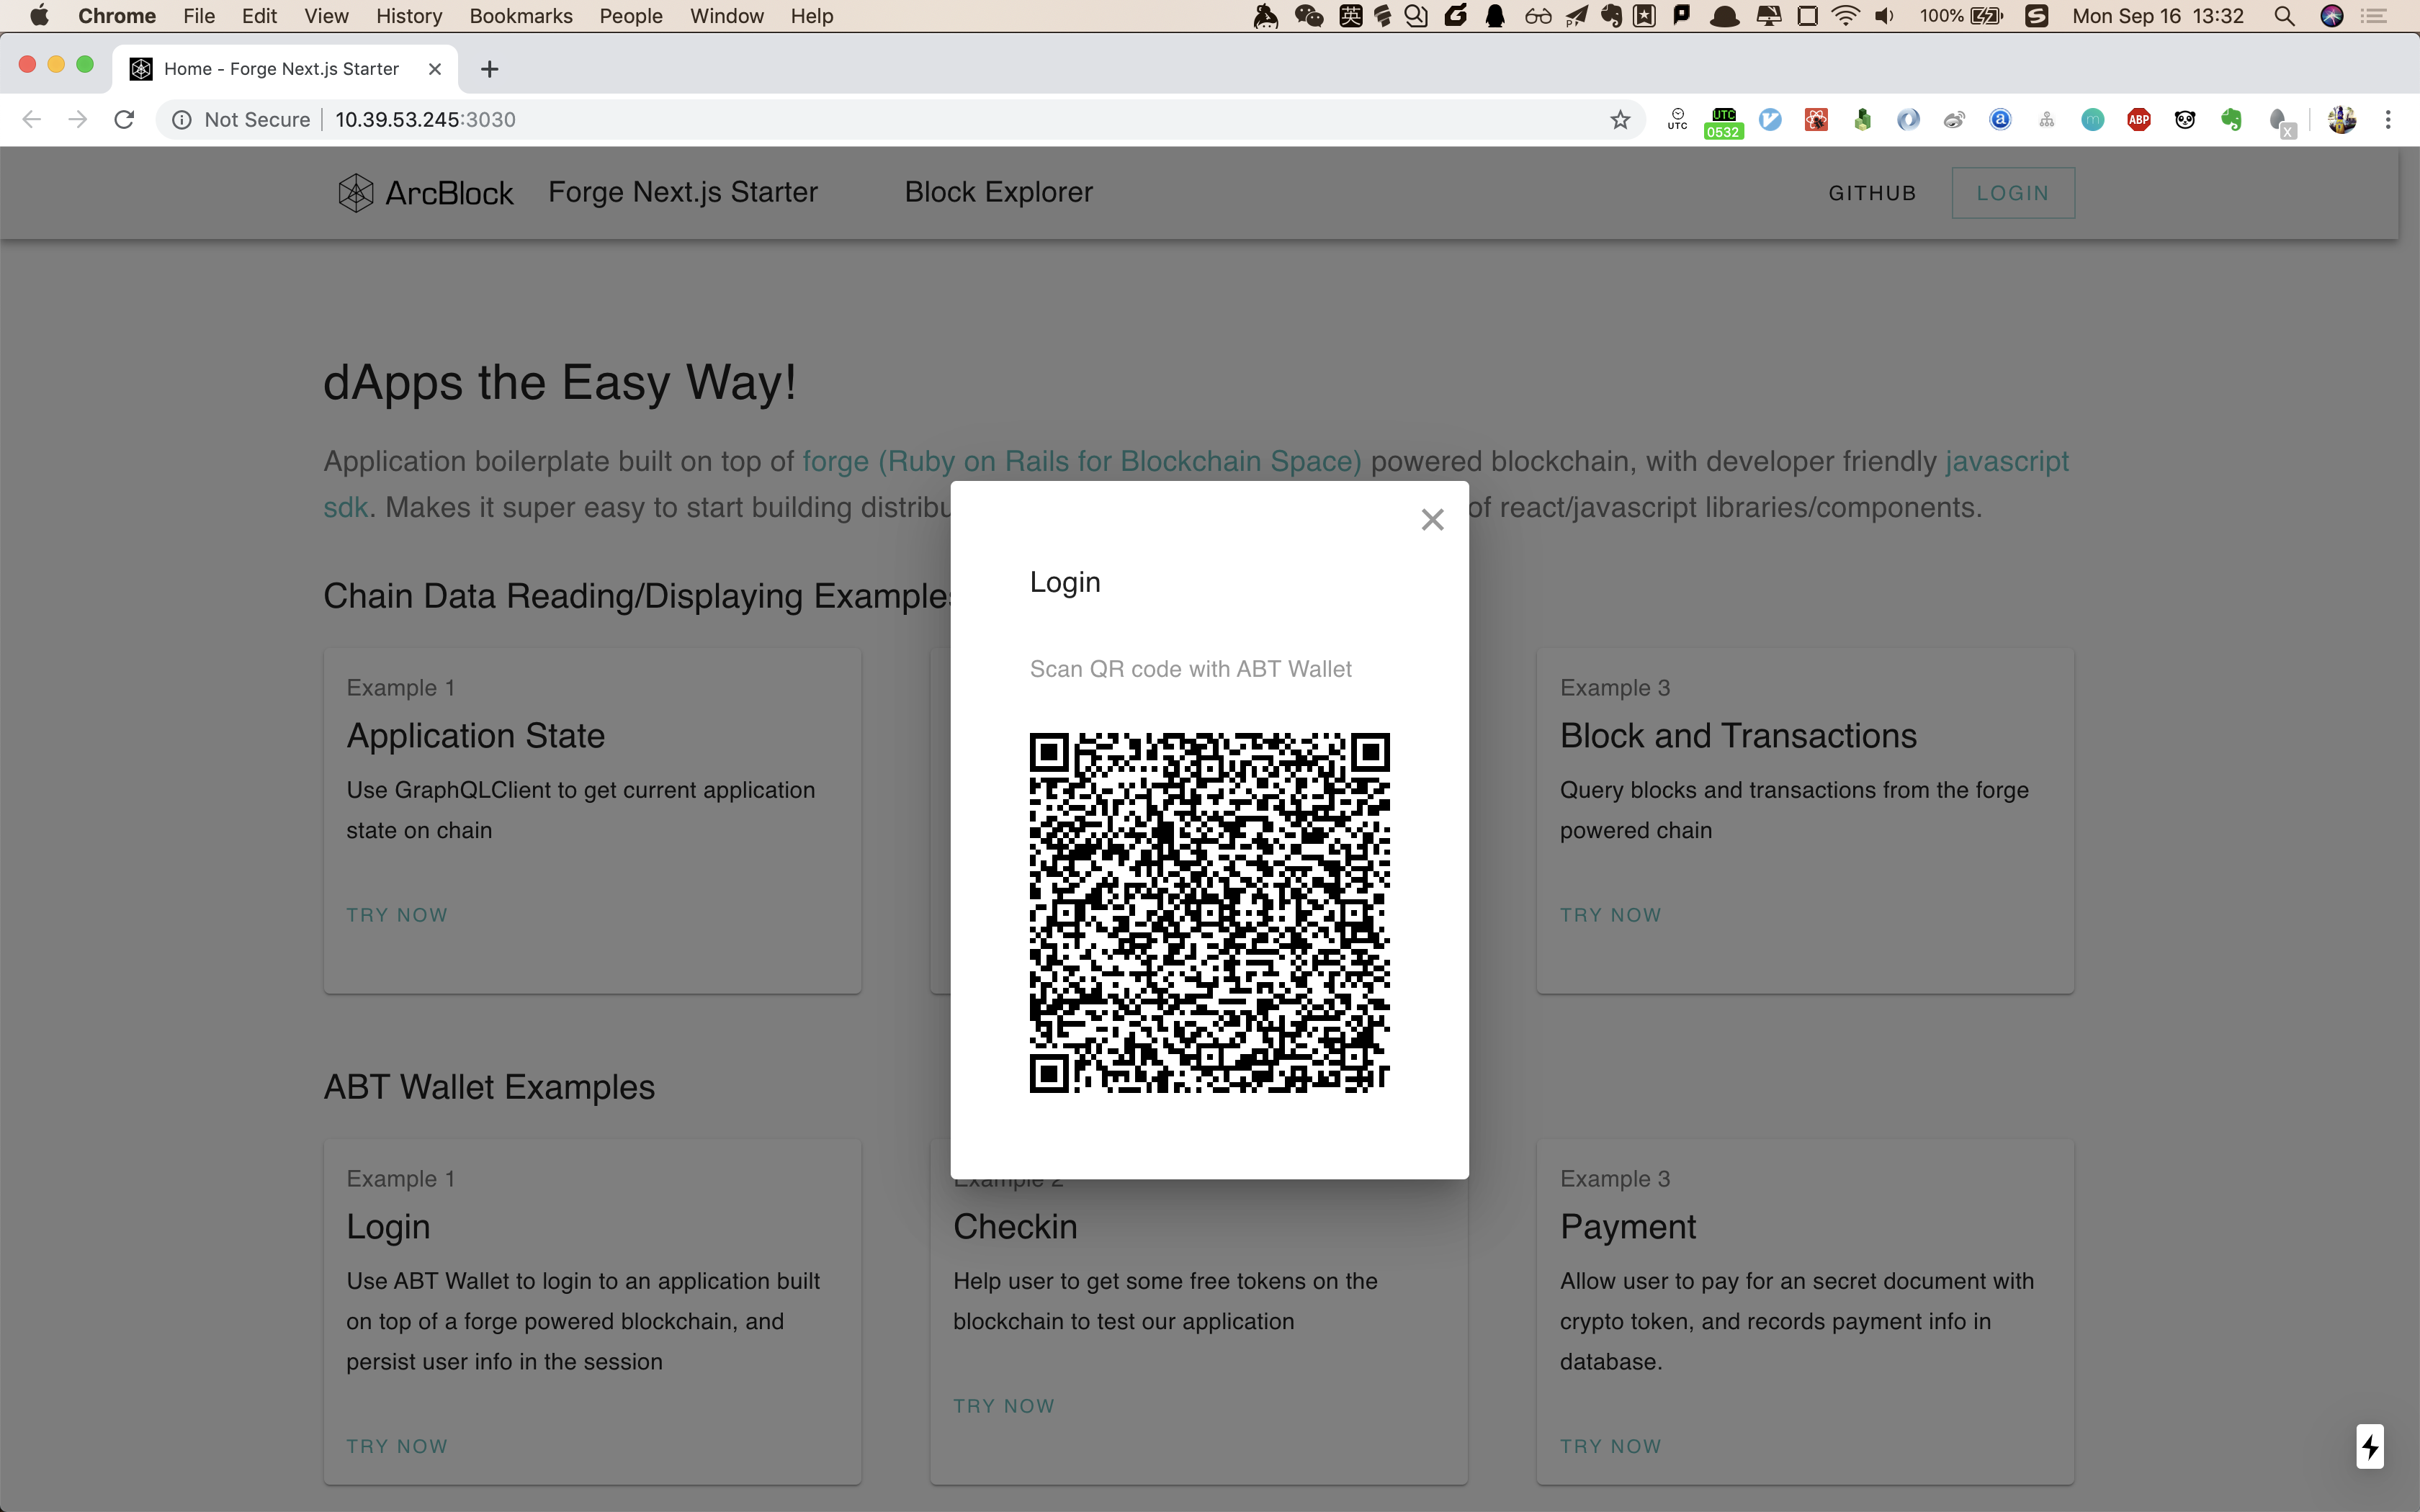 Chrome File Edit View History Bookmarks People Window Help
英 100% Mon Sep 16 13:32
Home - Forge Next.js Starter
Not Secure 10.39.53.245:3030
UTC
UTC
0532
ABP
ArcBlock Forge Next.js Starter Block Explorer GITHUB LOGIN
dApps the Easy Way!
Application boilerplate built on top of forge (Ruby on Rails for Blockchain Space) powered blockchain, with developer friendly javascript
sdk. Makes it super easy to start building of react/javascript libraries/components.
Chain Data Reading/Displaying
Login
Scan QR code with ABT Wallet
Example 1
Application State
Use GraphQLClient to get current application
state on chain
TRY NOW
Example 3
Block and Transactions
Query blocks and transactions from the forge
powered chain
TRY NOW
ABT Wallet Examples
Example 1
Login
Use ABT Wallet to login to an application built
on top of a forge powered blockchain, and
persist user info in the session
TRY NOW
Example 2
Checkin
Help user to get some free tokens on the
blockchain to test our application
TRY NOW
Example 3
Payment
Allow user to pay for an secret document with
crypto token, and records payment info in
database.
TRY NOW